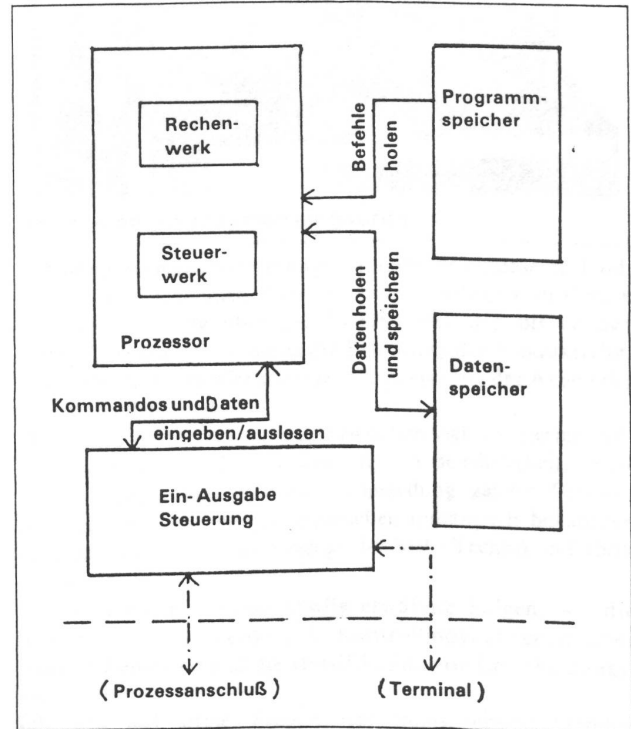 Rechen-
werk
Steuer-
werk
Prozessor
Befehle
holen
Programm-
speicher
Daten holen
und speichern
Daten-
speicher
Kommandos und Daten
eingeben/auslesen
Ein-Ausgabe
Steuerung
(Prozessanschluß)
(Terminal)